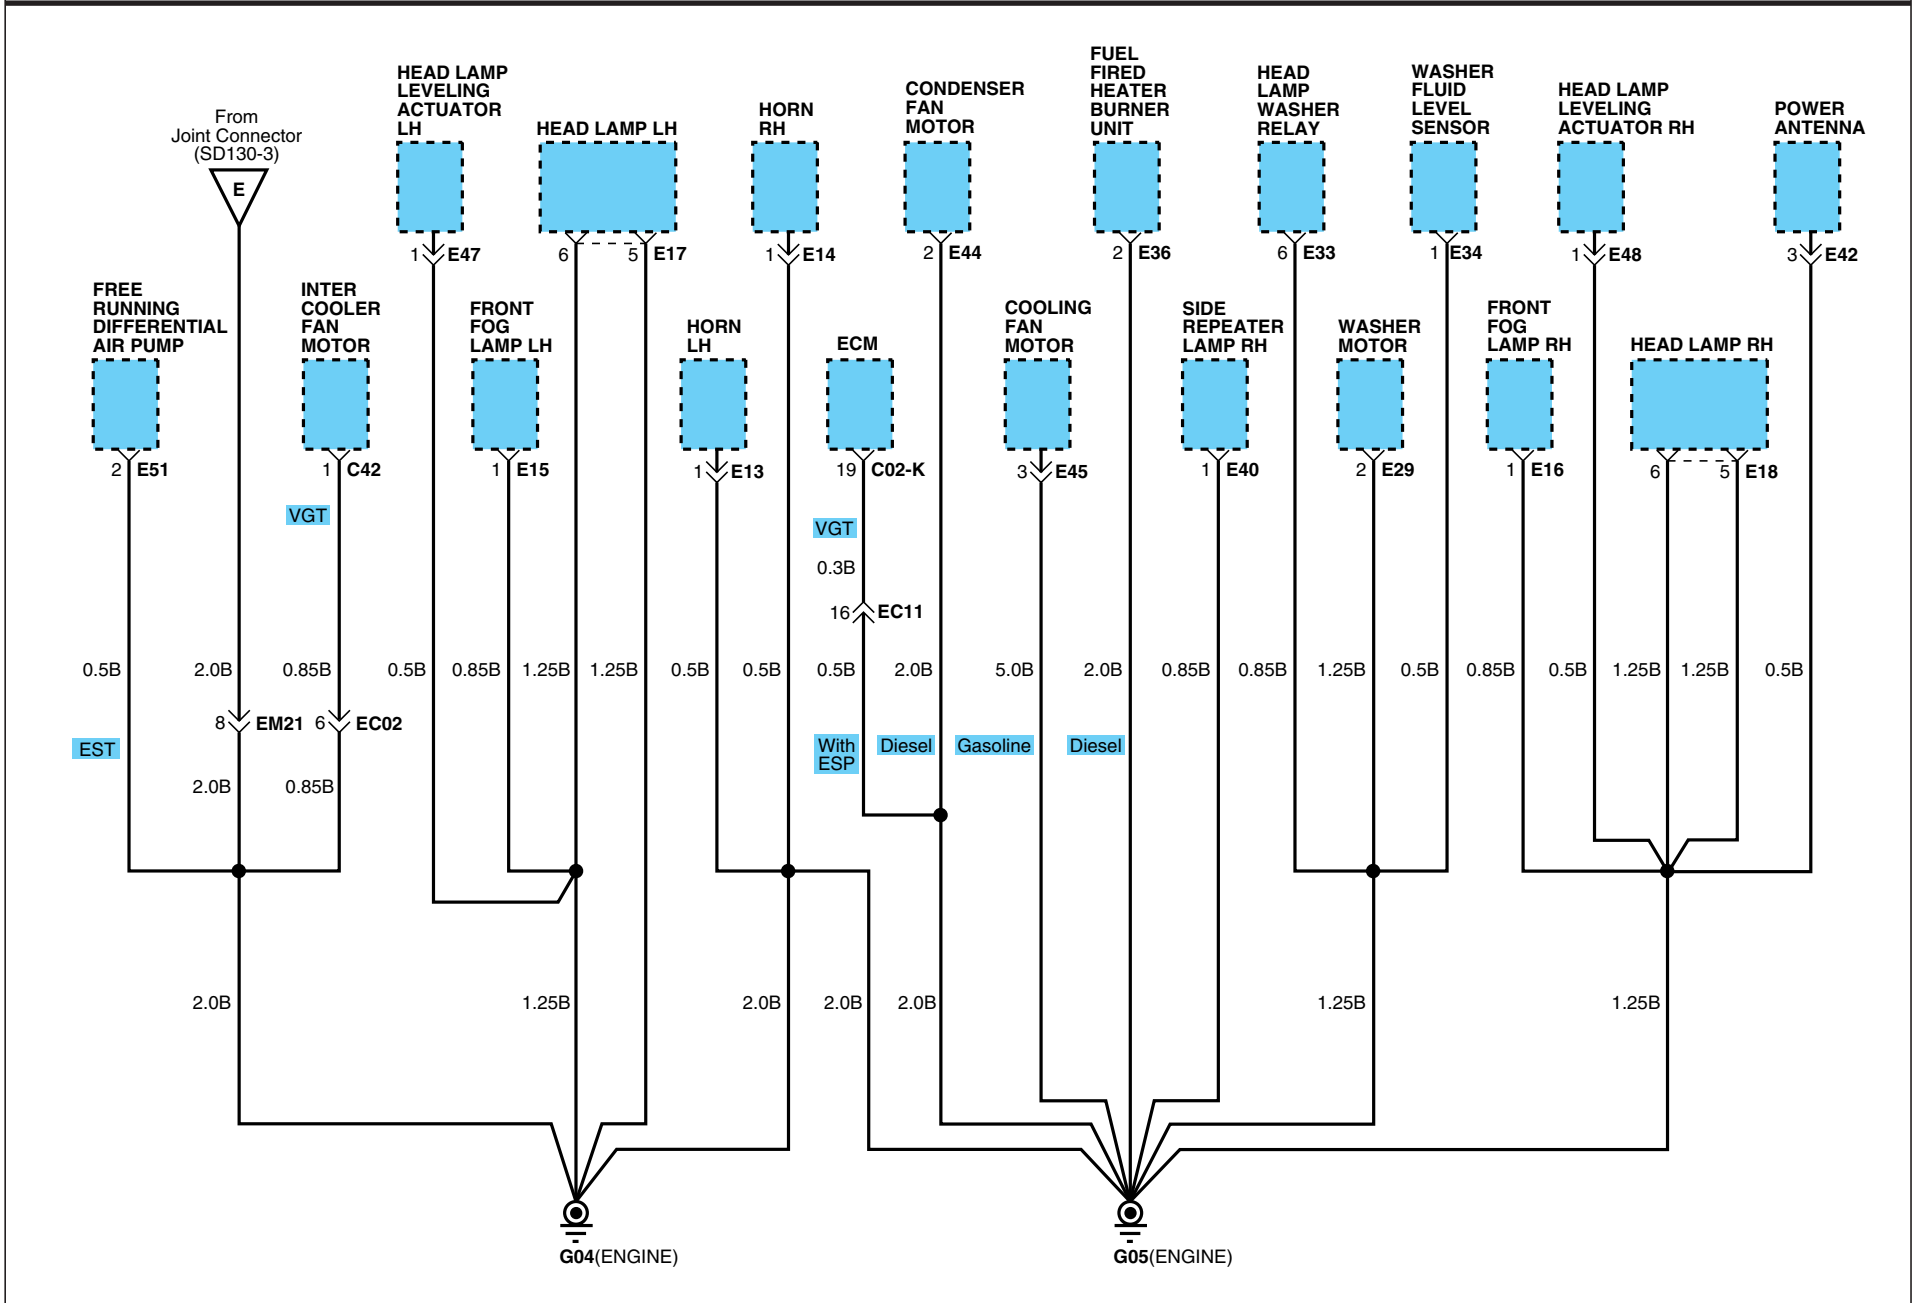 From
Joint Connector
(SD130-3)
E
HEAD LAMP
LEVELING
ACTUATOR
LH
HEAD LAMP LH
HORN
RH
CONDENSER
FAN
MOTOR
FUEL
FIRED
HEATER
BURNER
UNIT
HEAD
LAMP
WASHER
RELAY
WASHER
FLUID
LEVEL
SENSOR
HEAD LAMP
LEVELING
ACTUATOR RH
POWER
ANTENNA
1 E47
6 5 E17
1 E14
2 E44
2 E36
6 E33
1 E34
1 E48
3 E42
FREE
RUNNING
DIFFERENTIAL
AIR PUMP
INTER
COOLER
FAN
MOTOR
FRONT
FOG
LAMP LH
HORN
LH
ECM
COOLING
FAN
MOTOR
SIDE
REPEATER
LAMP RH
WASHER
MOTOR
FRONT
FOG
LAMP RH
HEAD LAMP RH
2 E51
1 C42
1 E15
1 E13
19 C02-K
3 E45
1 E40
2 E29
1 E16
6 5 E18
VGT
VGT
0.3B
16 EC11
0.5B 2.0B 0.85B 0.5B 0.85B 1.25B 1.25B 0.5B 0.5B 0.5B 2.0B 5.0B 2.0B 0.85B 0.85B 1.25B 0.5B 0.85B 0.5B 1.25B 1.25B 0.5B
8 EM21 6 EC02
EST
With
ESP
Diesel
Gasoline
Diesel
2.0B 0.85B
2.0B 1.25B 2.0B 2.0B 2.0B 1.25B 1.25B
G04(ENGINE)
G05(ENGINE)